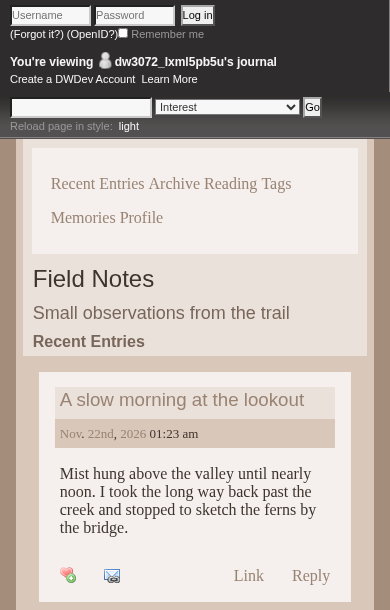 Username Password Log in
(Forgot it?) (OpenID?) Remember me
You're viewing dw3072_lxml5pb5u's journal
Create a DWDev Account Learn More
Interest Go
Reload page in style: light
Recent Entries Archive Reading Tags
Memories Profile
Field Notes
Small observations from the trail
Recent Entries
A slow morning at the lookout
Nov. 22nd, 2026 01:23 am
Mist hung above the valley until nearly
noon. I took the long way back past the
creek and stopped to sketch the ferns by
the bridge.
Link Reply